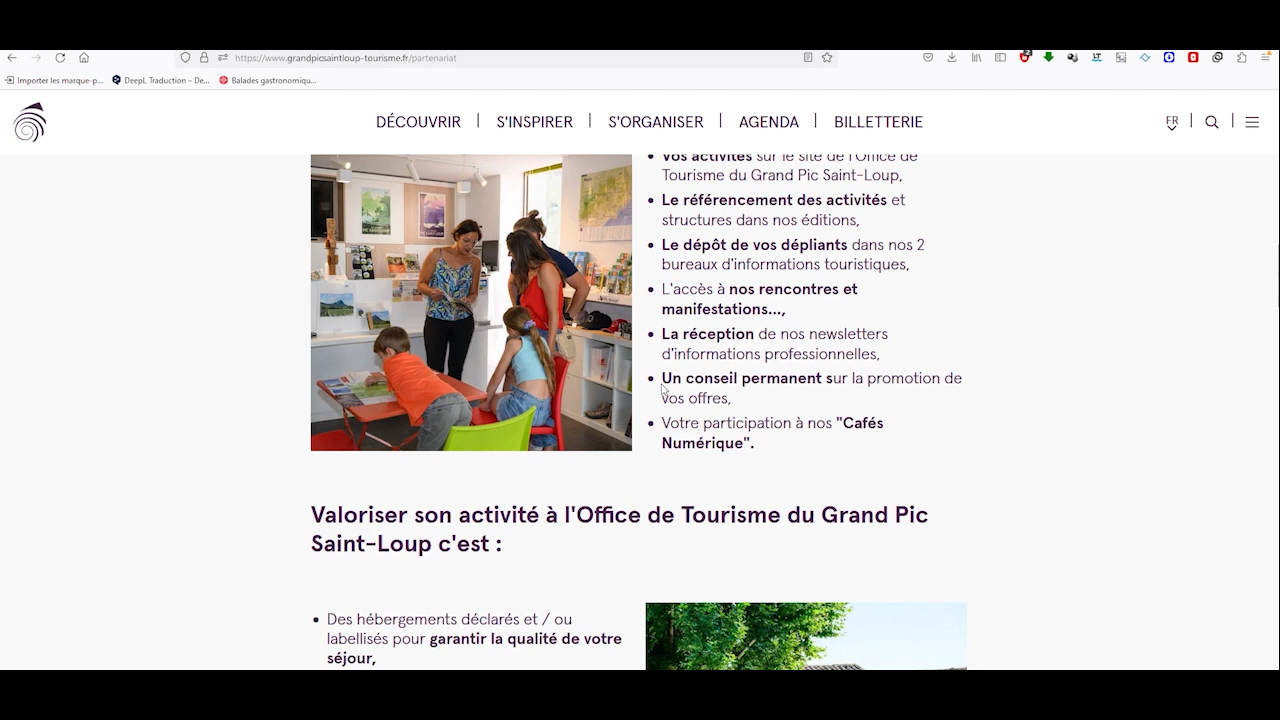 https://www.grandpicsaintloup-tourisme.fr/partenariat
Importer les marque-p...
DeepL Traduction – De...
Balades gastronomiqu...
DÉCOUVRIR
S'INSPIRER
S'ORGANISER
AGENDA
BILLETTERIE
FR
• Vos activités sur le site de l'Office de
Tourisme du Grand Pic Saint-Loup,
• Le référencement des activités et
structures dans nos éditions,
• Le dépôt de vos dépliants dans nos 2
bureaux d'informations touristiques,
• L'accès à nos rencontres et
manifestations...,
• La réception de nos newsletters
d'informations professionnelles,
• Un conseil permanent sur la promotion de
vos offres,
• Votre participation à nos "Cafés
Numérique".
Valoriser son activité à l'Office de Tourisme du Grand Pic
Saint-Loup c'est :
• Des hébergements déclarés et / ou
labellisés pour garantir la qualité de votre
séjour,